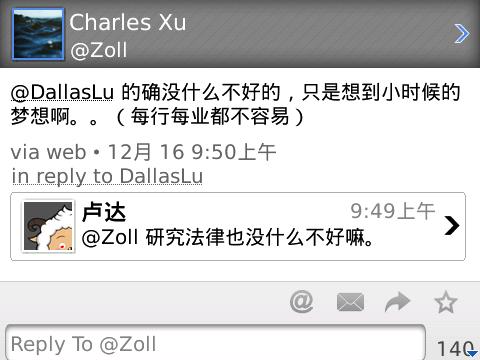 Charles Xu
@Zoll
@DallasLu 的确没什么不好的，只是想到小时候的
梦想啊。。（每行每业都不容易）
via web • 12月 16 9:50上午
in reply to DallasLu
卢达 9:49上午
@Zoll 研究法律也没什么不好嘛。
Reply To @Zoll 140